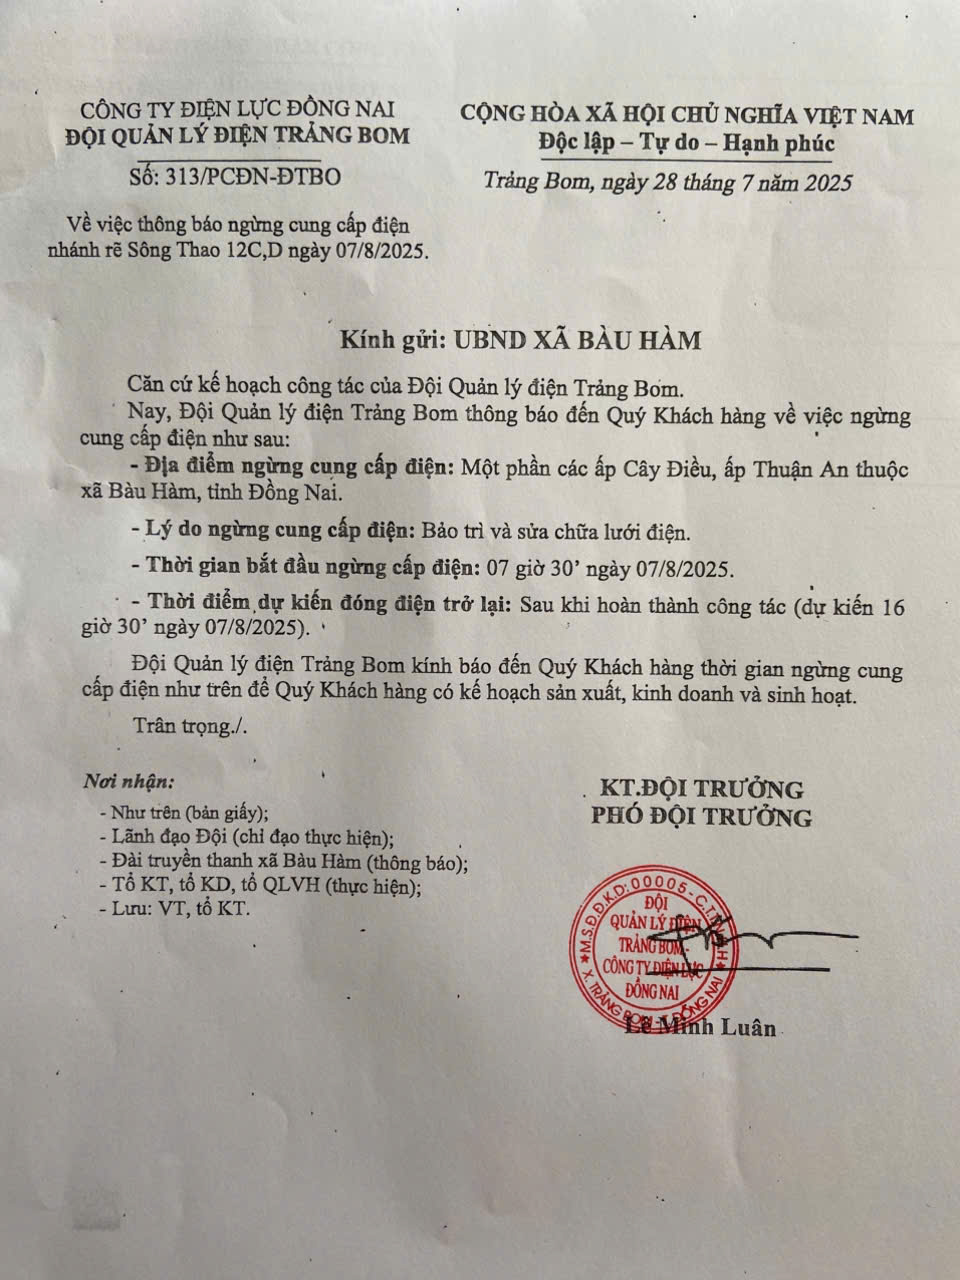 CÔNG TY ĐIỆN LỰC ĐỒNG NAI
ĐỘI QUẢN LÝ ĐIỆN TRẢNG BOM
Số: 313/PCĐN-ĐTBO
Về việc thông báo ngừng cung cấp điện
nhánh rẽ Sông Thao 12C,D ngày 07/8/2025.
CỘNG HÒA XÃ HỘI CHỦ NGHĨA VIỆT NAM
Độc lập – Tự do – Hạnh phúc
Trảng Bom, ngày 28 tháng 7 năm 2025
Kính gửi: UBND XÃ BÀU HÀM
Căn cứ kế hoạch công tác của Đội Quản lý điện Trảng Bom.
Nay, Đội Quản lý điện Trảng Bom thông báo đến Quý Khách hàng về việc ngừng
cung cấp điện như sau:
- Địa điểm ngừng cung cấp điện: Một phần các ấp Cây Điều, ấp Thuận An thuộc
xã Bàu Hàm, tỉnh Đồng Nai.
- Lý do ngừng cung cấp điện: Bảo trì và sửa chữa lưới điện.
- Thời gian bắt đầu ngừng cấp điện: 07 giờ 30’ ngày 07/8/2025.
- Thời điểm dự kiến đóng điện trở lại: Sau khi hoàn thành công tác (dự kiến 16
giờ 30’ ngày 07/8/2025).
Đội Quản lý điện Trảng Bom kính báo đến Quý Khách hàng thời gian ngừng cung
cấp điện như trên để Quý Khách hàng có kế hoạch sản xuất, kinh doanh và sinh hoạt.
Trân trọng./.
Nơi nhận:
- Như trên (bản giấy);
- Lãnh đạo Đội (chỉ đạo thực hiện);
- Đài truyền thanh xã Bàu Hàm (thông báo);
- Tổ KT, tổ KD, tổ QLVH (thực hiện);
- Lưu: VT, tổ KT.
KT.ĐỘI TRƯỞNG
PHÓ ĐỘI TRƯỞNG
M.S.Đ.Đ.K.D:00005-C.T.
ĐỘI
QUẢN LÝ ĐIỆN
TRẢNG BOM-
CÔNG TY ĐIỆN LỰC
ĐỒNG NAI
X. TRẢNG BOM-T. ĐỒNG NAI
Lê Minh Luân